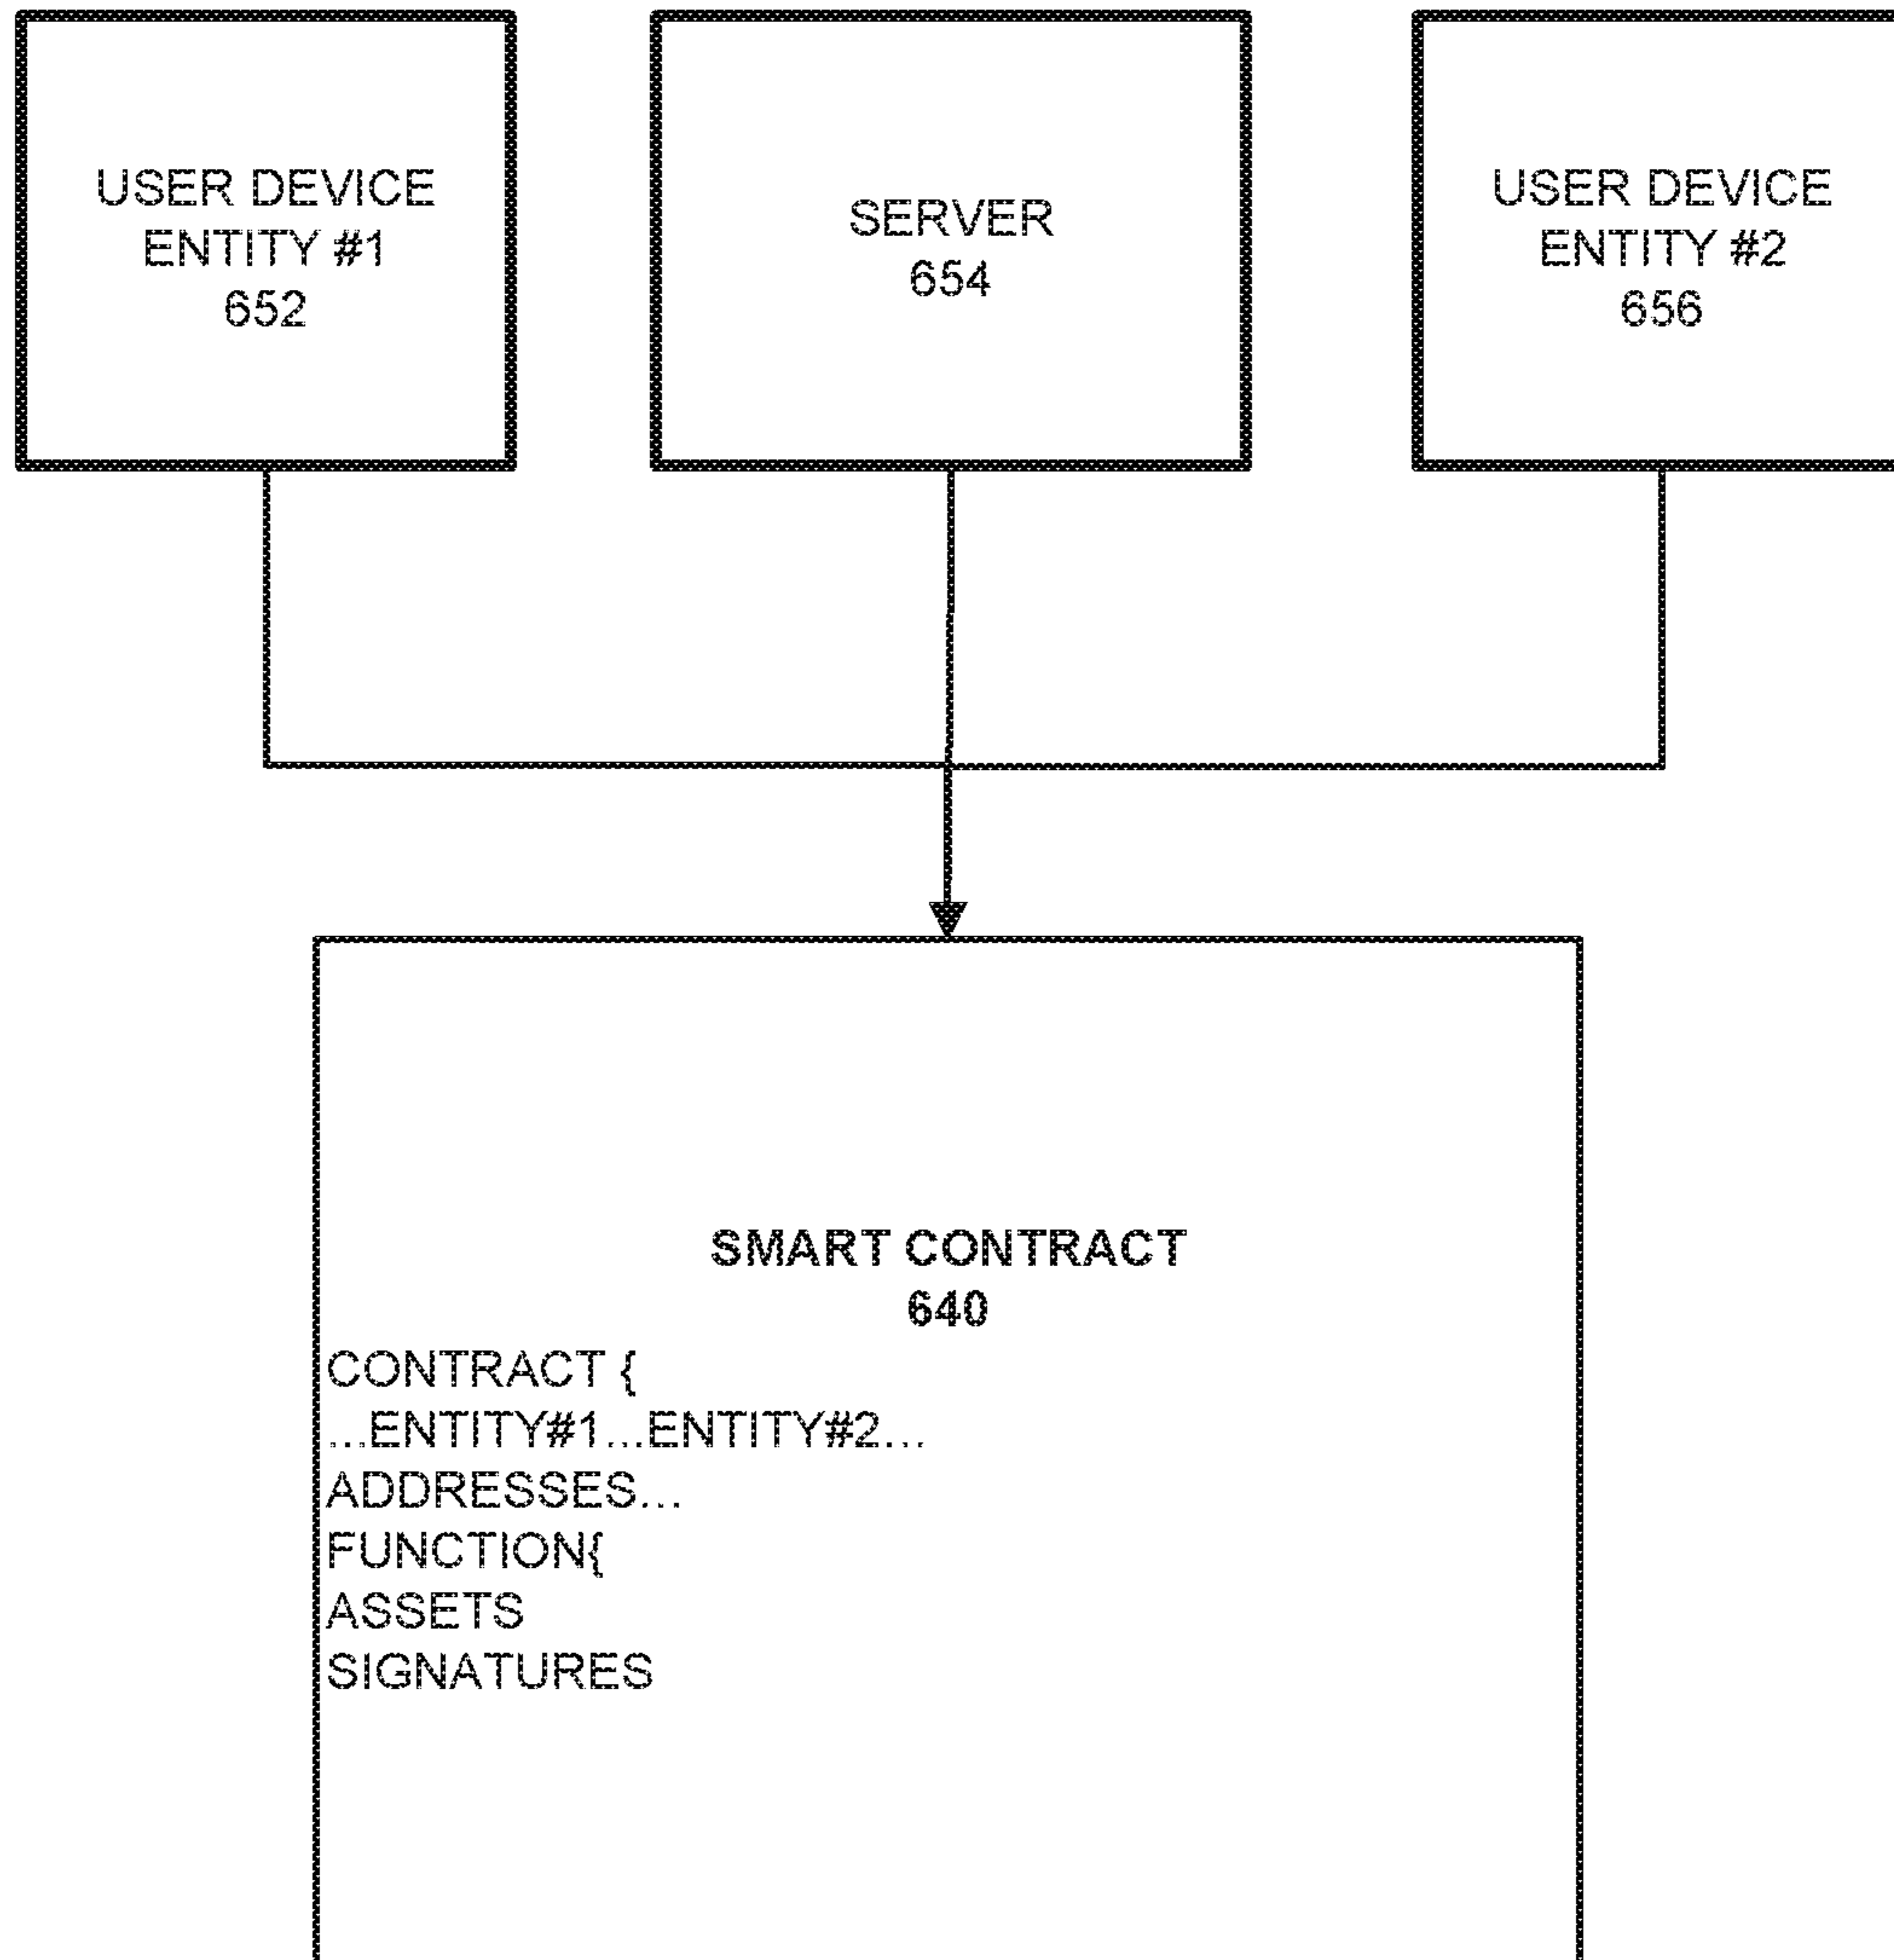 USER DEVICE
ENTITY #1
652
SERVER
654
USER DEVICE
ENTITY #2
656
SMART CONTRACT
640
CONTRACT {
...ENTITY#1...ENTITY#2...
ADDRESSES...
FUNCTION{
ASSETS
SIGNATURES